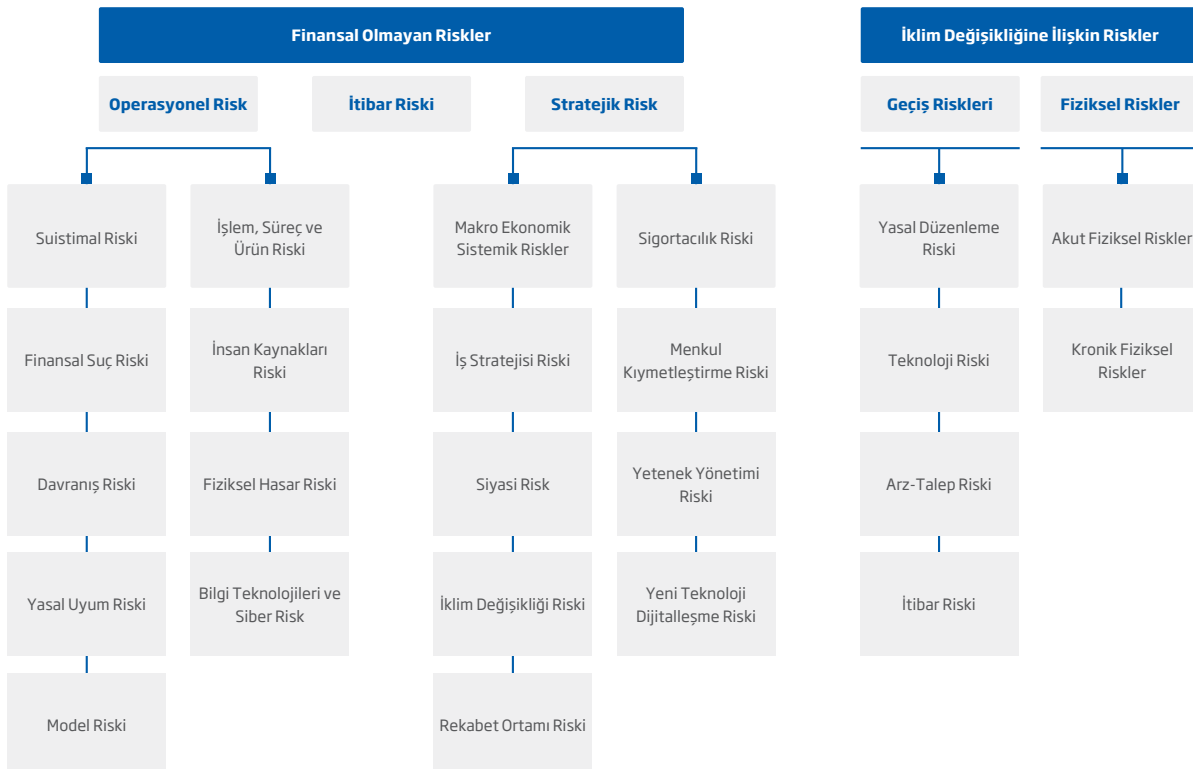 Finansal Olmayan Riskler
Operasyonel Risk
İtibar Riski
Stratejik Risk
Suistimal Riski
Finansal Suç Riski
Davranış Riski
Yasal Uyum Riski
Model Riski
İşlem, Süreç ve
Ürün Riski
İnsan Kaynakları
Riski
Fiziksel Hasar Riski
Bilgi Teknolojileri ve
Siber Risk
Makro Ekonomik
Sistemik Riskler
İş Stratejisi Riski
Siyasi Risk
İklim Değişikliği Riski
Rekabet Ortamı Riski
Sigortacılık Riski
Menkul
Kıymetleştirme Riski
Yetenek Yönetimi
Riski
Yeni Teknoloji
Dijitalleşme Riski
İklim Değişikliğine İlişkin Riskler
Geçiş Riskleri
Fiziksel Riskler
Yasal Düzenleme
Riski
Teknoloji Riski
Arz-Talep Riski
İtibar Riski
Akut Fiziksel Riskler
Kronik Fiziksel
Riskler